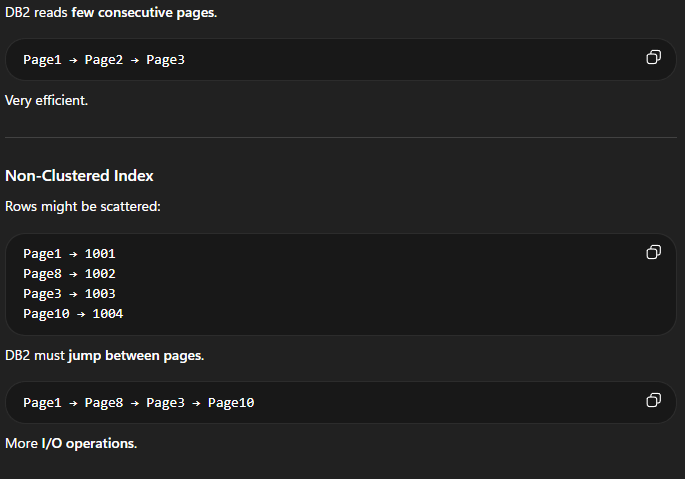 DB2 reads few consecutive pages.
Page1 → Page2 → Page3
Very efficient.
Non-Clustered Index
Rows might be scattered:
Page1 → 1001
Page8 → 1002
Page3 → 1003
Page10 → 1004
DB2 must jump between pages.
Page1 → Page8 → Page3 → Page10
More I/O operations.